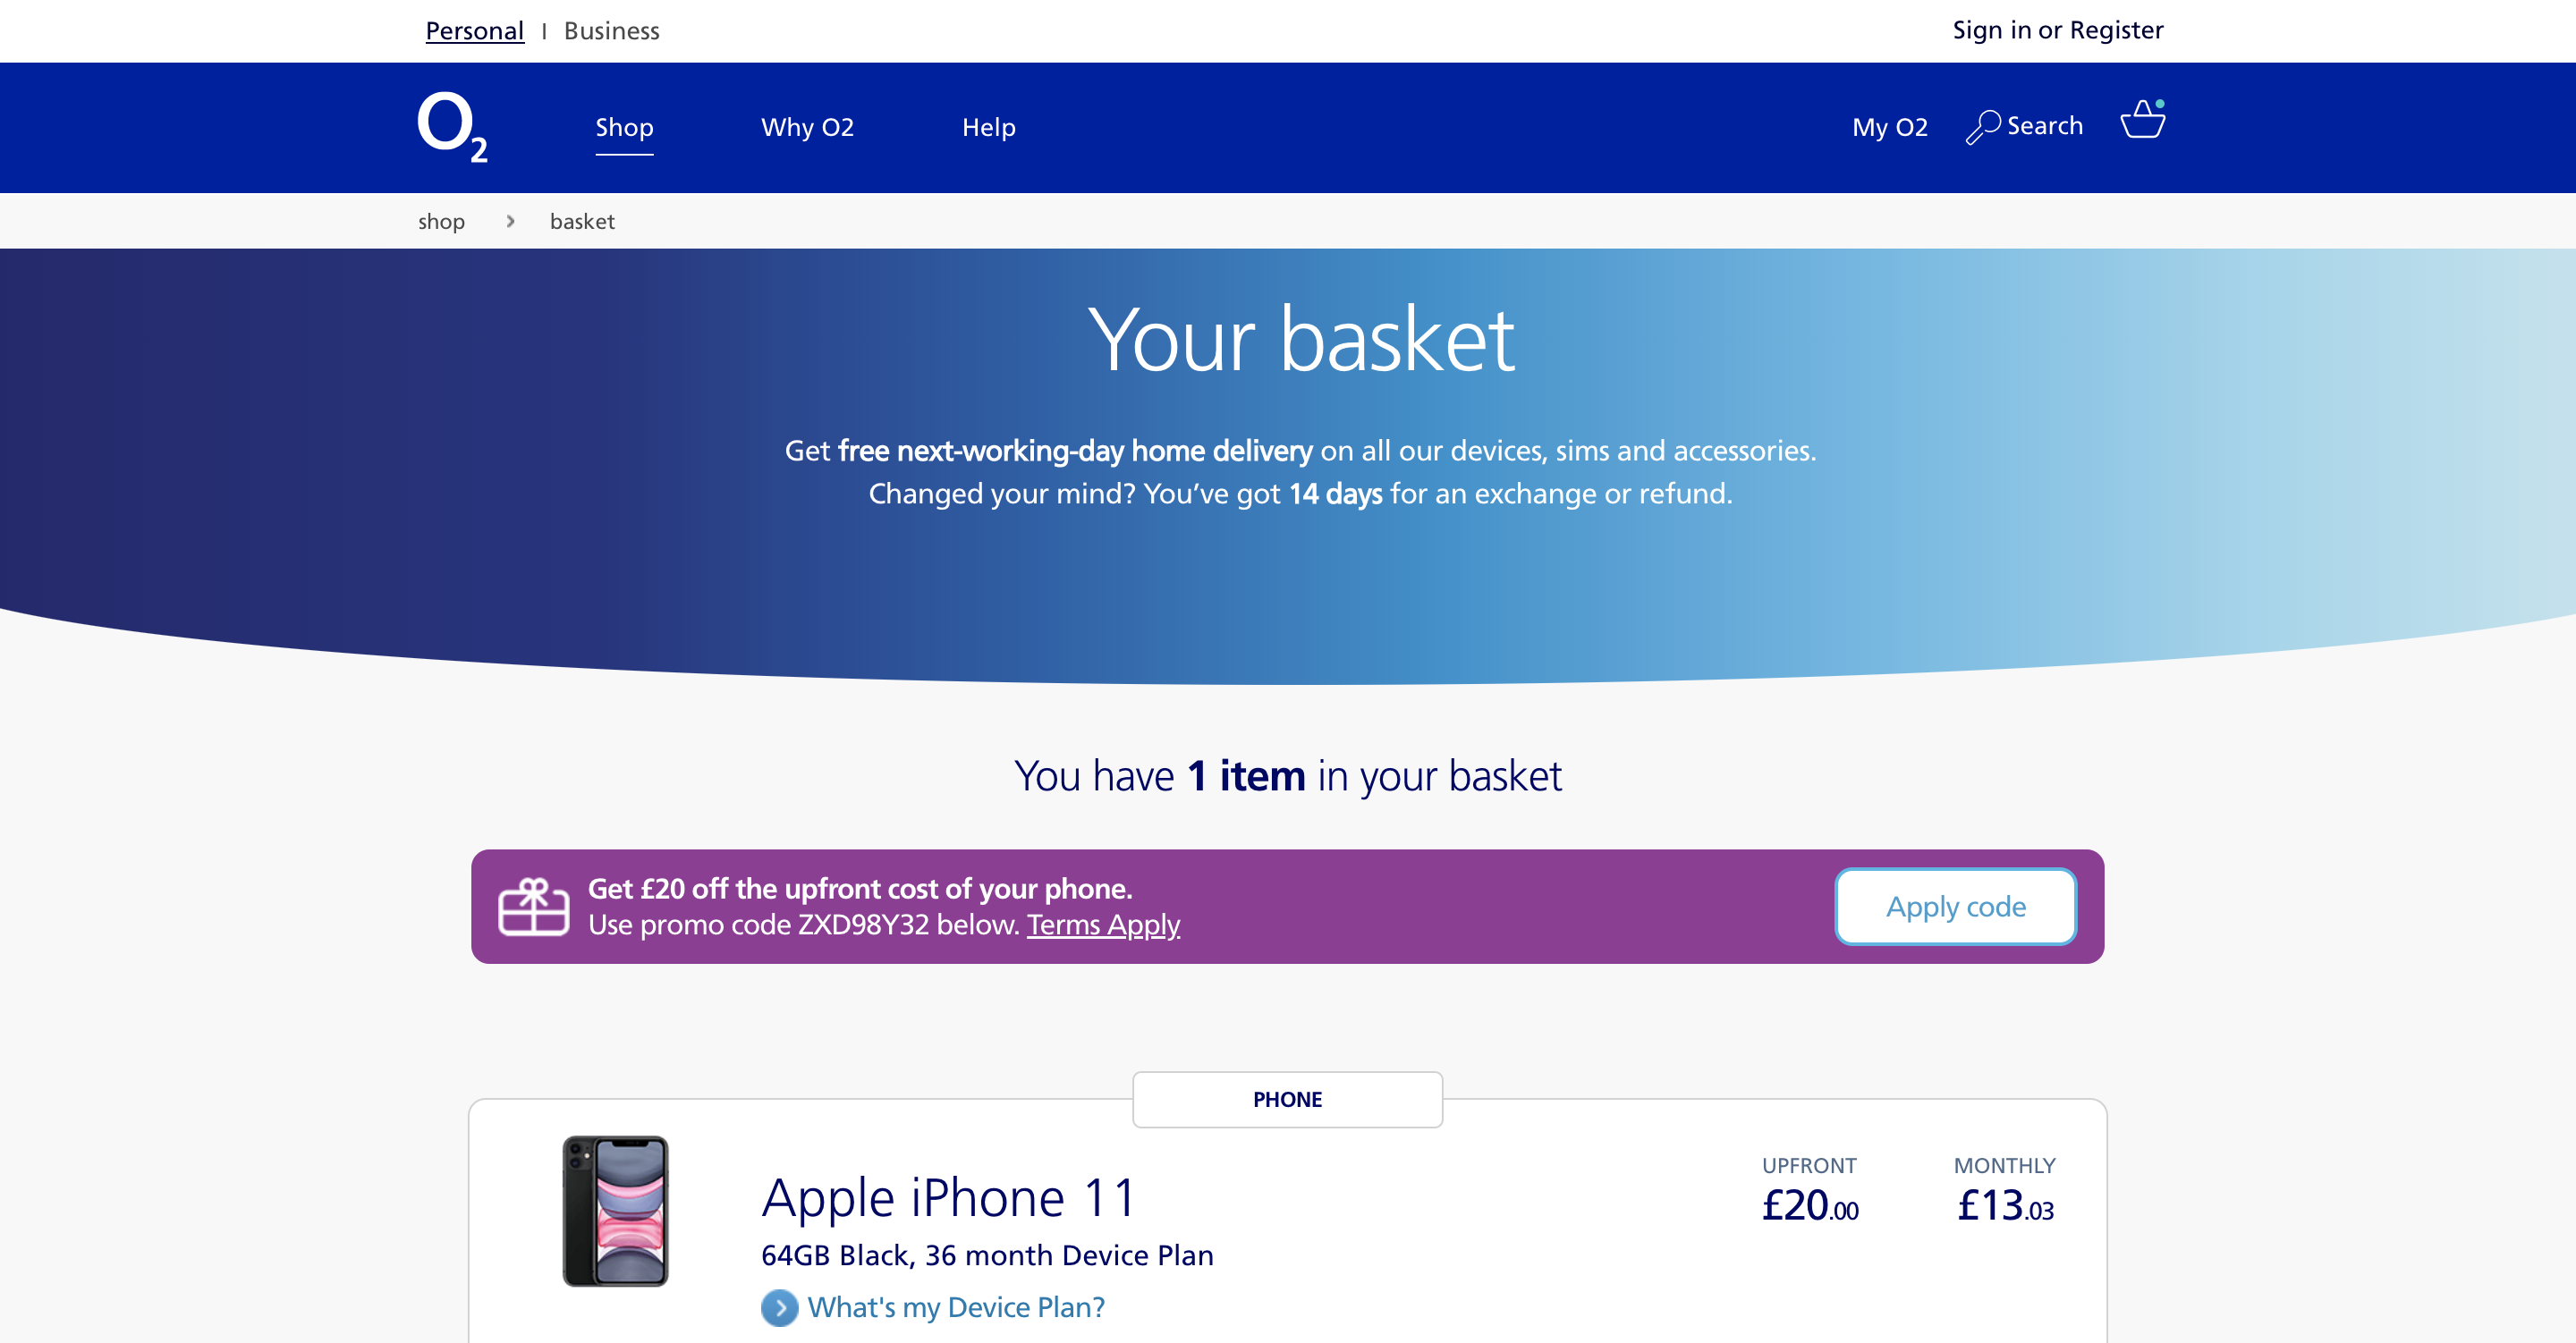 Personal | Business
Sign in or Register
O2
Shop
Why O2
Help
My O2
Search
shop > basket
Your basket
Get free next-working-day home delivery on all our devices, sims and accessories.
Changed your mind? You’ve got 14 days for an exchange or refund.
You have 1 item in your basket
Get £20 off the upfront cost of your phone.
Use promo code ZXD98Y32 below. Terms Apply
Apply code
PHONE
Apple iPhone 11
64GB Black, 36 month Device Plan
What's my Device Plan?
UPFRONT
£20.00
MONTHLY
£13.03